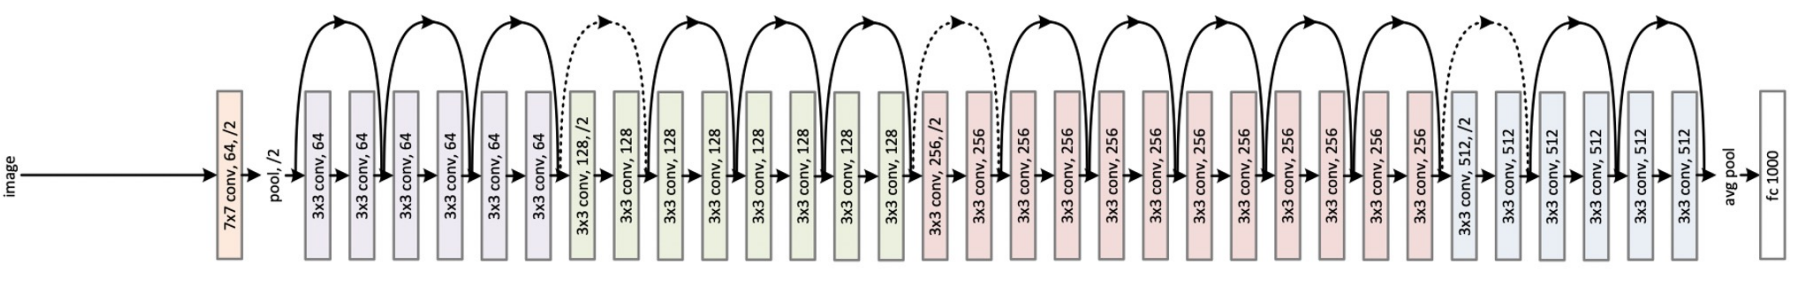 image
7x7 conv, 64, /2
pool, /2
3x3 conv, 64
3x3 conv, 64
3x3 conv, 64
3x3 conv, 64
3x3 conv, 64
3x3 conv, 64
3x3 conv, 128, /2
3x3 conv, 128
3x3 conv, 128
3x3 conv, 128
3x3 conv, 128
3x3 conv, 128
3x3 conv, 128
3x3 conv, 128
3x3 conv, 256, /2
3x3 conv, 256
3x3 conv, 256
3x3 conv, 256
3x3 conv, 256
3x3 conv, 256
3x3 conv, 256
3x3 conv, 256
3x3 conv, 256
3x3 conv, 256
3x3 conv, 256
3x3 conv, 256
3x3 conv, 512, /2
3x3 conv, 512
3x3 conv, 512
3x3 conv, 512
3x3 conv, 512
3x3 conv, 512
avg pool
fc 1000